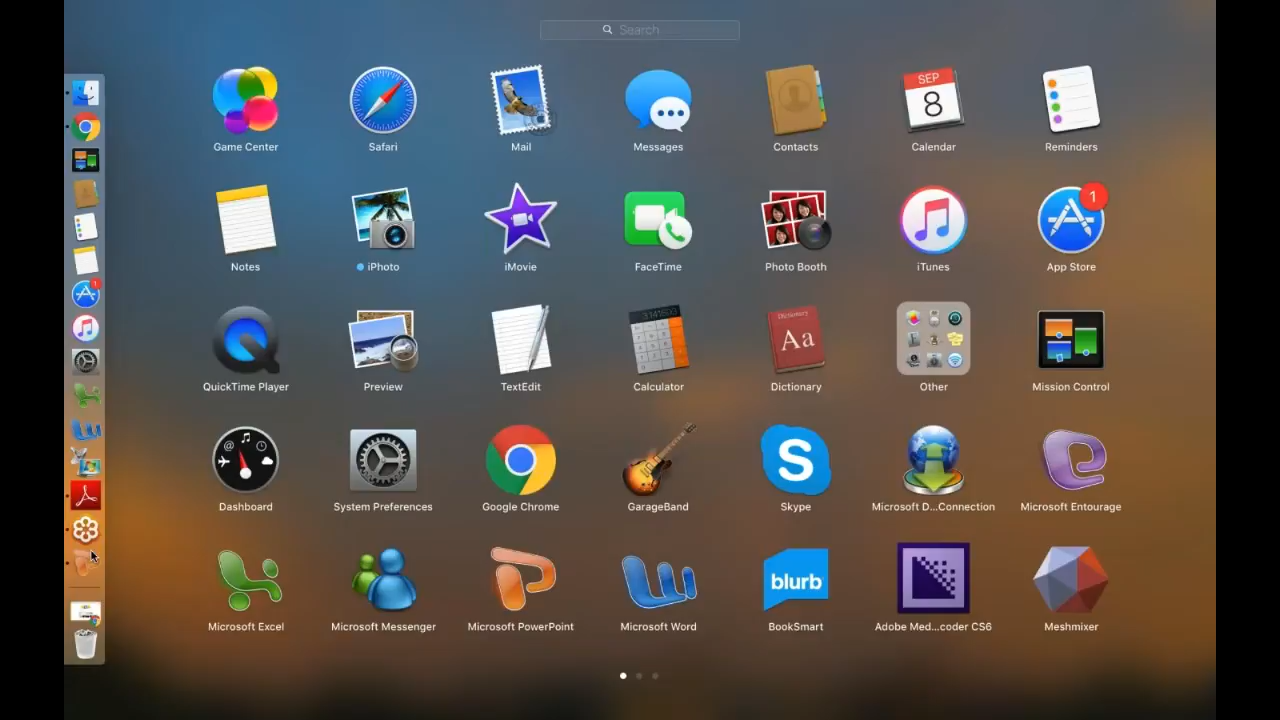 Search
SEP
8
Game Center
Safari
Mail
Messages
Contacts
Calendar
Reminders
1
1
Notes
iPhoto
iMovie
FaceTime
Photo Booth
iTunes
App Store
Dictionary
Aa
QuickTime Player
Preview
TextEdit
Calculator
Dictionary
Other
Mission Control
S
Dashboard
System Preferences
Google Chrome
GarageBand
Skype
Microsoft D...Connection
Microsoft Entourage
blurb
Microsoft Excel
Microsoft Messenger
Microsoft PowerPoint
Microsoft Word
BookSmart
Adobe Med...coder CS6
Meshmixer